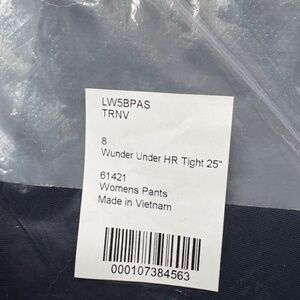 LW5BPAS
TRNV
8
Wunder Under HR Tight 25"
61421
Womens Pants
Made in Vietnam
000107384563